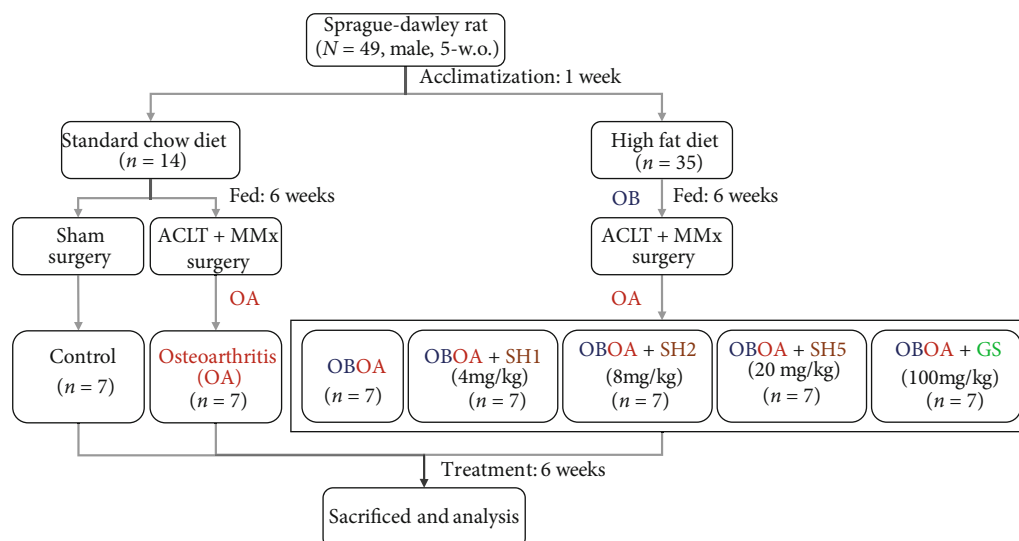 Sprague-dawley rat
(N = 49, male, 5-w.o.)
Acclimatization: 1 week
Standard chow diet
(n = 14)
High fat diet
(n = 35)
Fed: 6 weeks
OB
Fed: 6 weeks
Sham
surgery
ACLT + MMx
surgery
ACLT + MMx
surgery
OA
OA
Control
(n = 7)
Osteoarthritis
(OA)
(n = 7)
OBOA
(n = 7)
OBOA + SH1
(4mg/kg)
(n = 7)
OBOA + SH2
(8mg/kg)
(n = 7)
OBOA + SH5
(20 mg/kg)
(n = 7)
OBOA + GS
(100mg/kg)
(n = 7)
Treatment: 6 weeks
Sacrificed and analysis